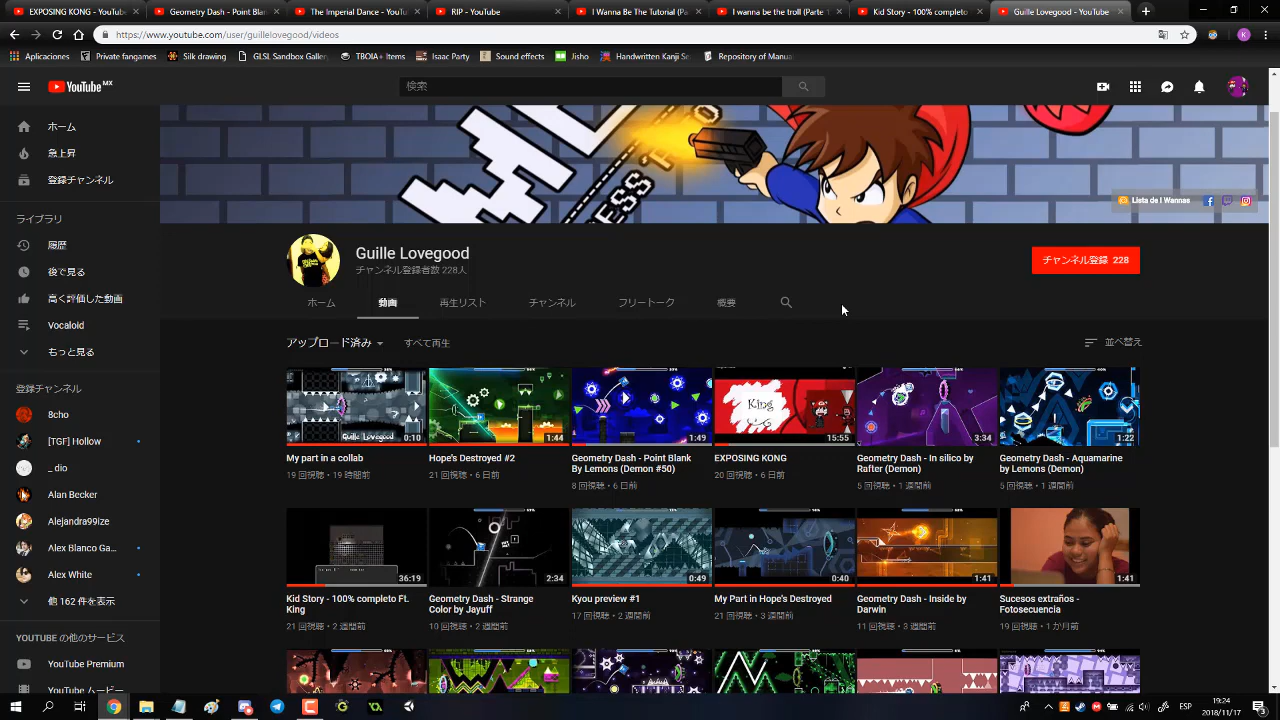 EXPOSING KONG - YouTube
Geometry Dash - Point Blan
The Imperial Dance - YouTu
RIP - YouTube
I Wanna Be The Tutorial (Pa
I wanna be the troll (Parte 1
Kid Story - 100% completo
Guille Lovegood - YouTube
https://www.youtube.com/user/guillelovegood/videos
Aplicaciones
Private fangames
Silk drawing
GLSL Sandbox Galler
TBOIA+ Items
Isaac Party
Sound effects
Jisho
Handwritten Kanji Se
Repository of Manua
YouTube MX
検索
ホーム
急上昇
登録チャンネル
ライブラリ
履歴
後で見る
高く評価した動画
Vocaloid
もっと見る
登録チャンネル
8cho
[TGF] Hollow
_ dio
Alan Becker
Alejandra99ize
Alex Blanco Ga...
Alex White
他 162 件を表示
YOUTUBE の他のサービス
YouTube Premium
YouTube ムービー
Lista de I Wannas
Guille Lovegood
チャンネル登録者数 228人
チャンネル登録 228
ホーム
動画
再生リスト
チャンネル
フリートーク
概要
アップロード済み
すべて再生
並べ替え
Guille Lovegood
0:10
My part in a collab
19 回視聴・19 時間前
1:44
Hope's Destroyed #2
21 回視聴・6 日前
1:49
Geometry Dash - Point Blank
By Lemons (Demon #50)
8 回視聴・6 日前
King
15:55
EXPOSING KONG
20 回視聴・6 日前
3:34
Geometry Dash - In silico by
Rafter (Demon)
5 回視聴・1 週間前
1:22
Geometry Dash - Aquamarine
by Lemons (Demon)
5 回視聴・1 週間前
36:19
Kid Story - 100% completo Ft.
King
21 回視聴・2 週間前
2:34
Geometry Dash - Strange
Color by Jayuff
10 回視聴・2 週間前
0:49
Kyou preview #1
17 回視聴・2 週間前
0:40
My Part in Hope's Destroyed
21 回視聴・3 週間前
1:41
Geometry Dash - Inside by
Darwin
11 回視聴・3 週間前
1:41
Sucesos extraños -
Fotosecuencia
19 回視聴・1 か月前
ESP
19:24
2018/11/17